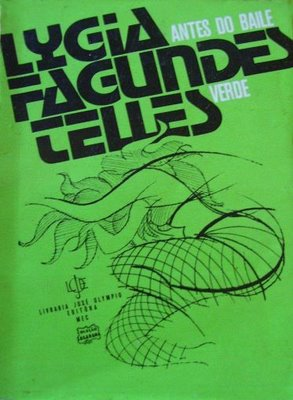 LYGIA
FAGUNDES
TELLES
ANTES DO BAILE
VERDE
LIVRARIA JOSÉ OLYMPIO
EDITORA
MEC